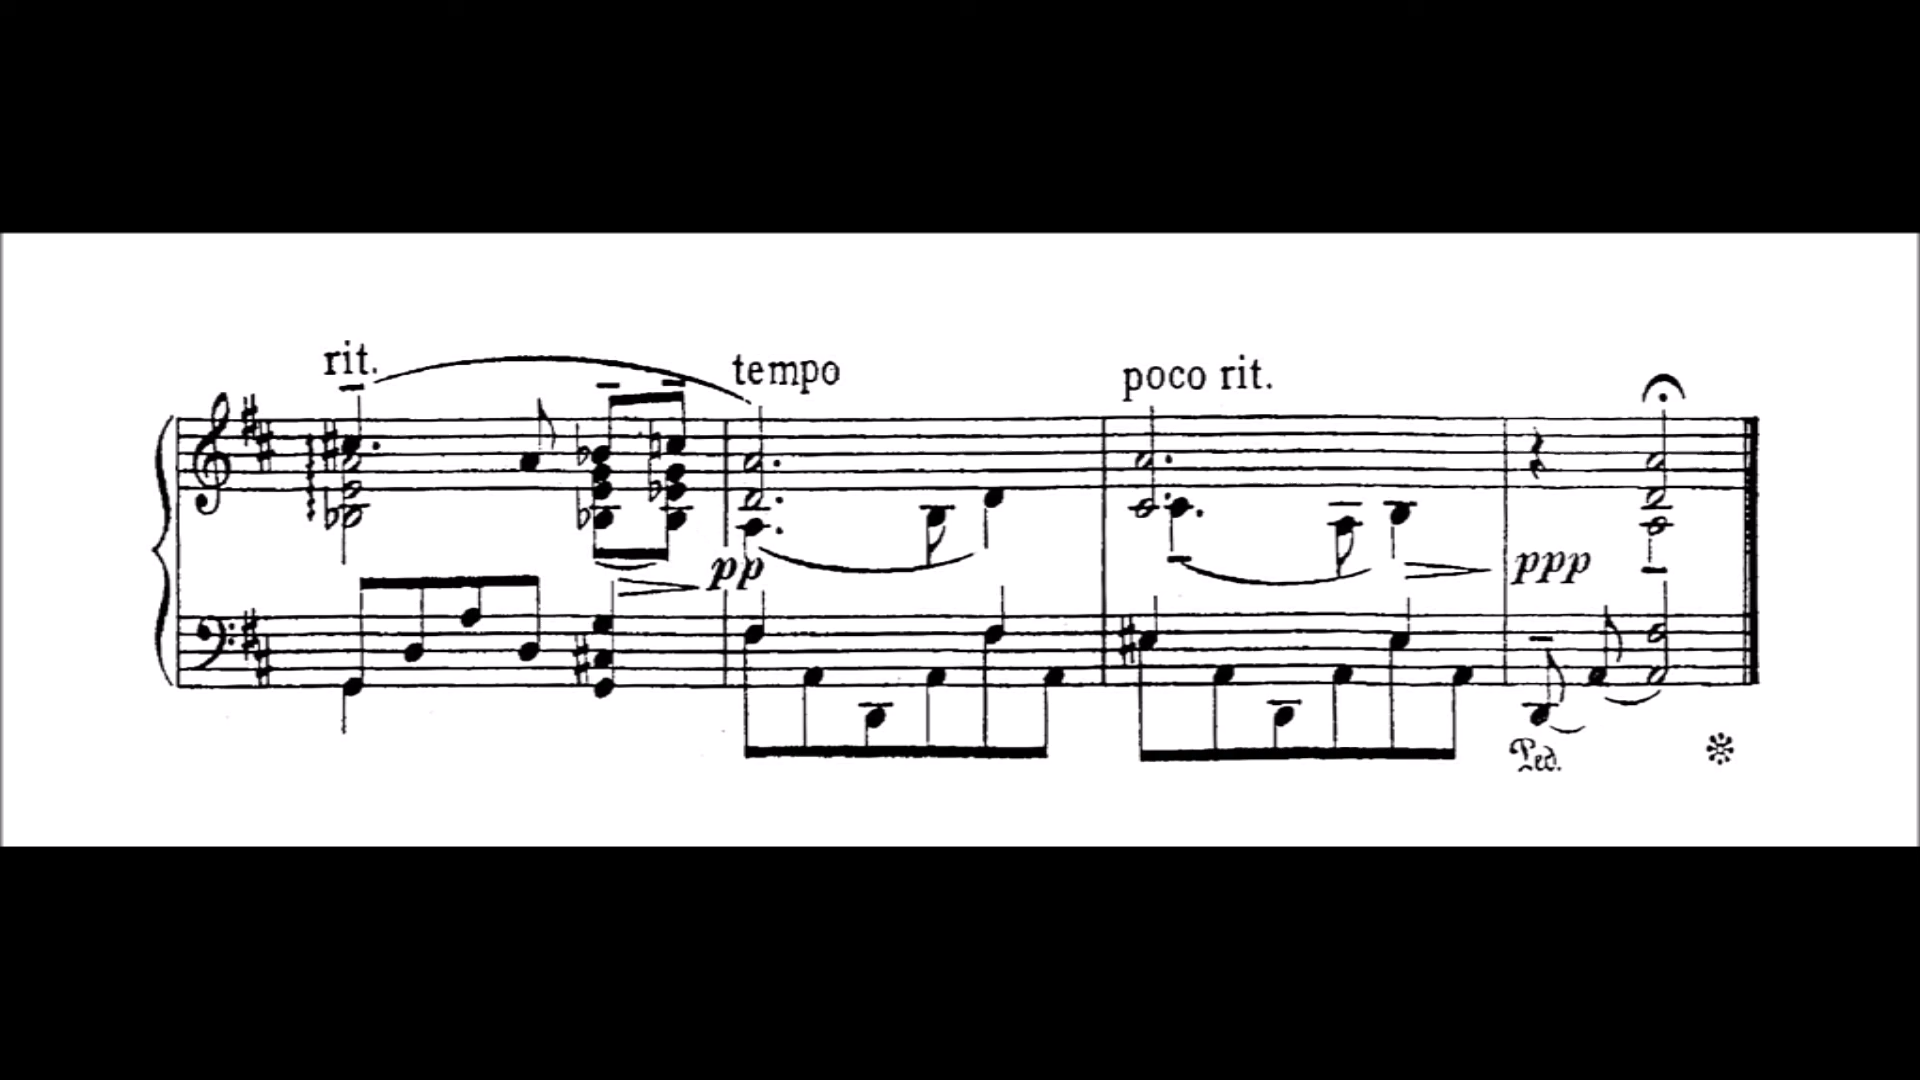 rit.
tempo
poco rit.
pp
ppp
Ped.